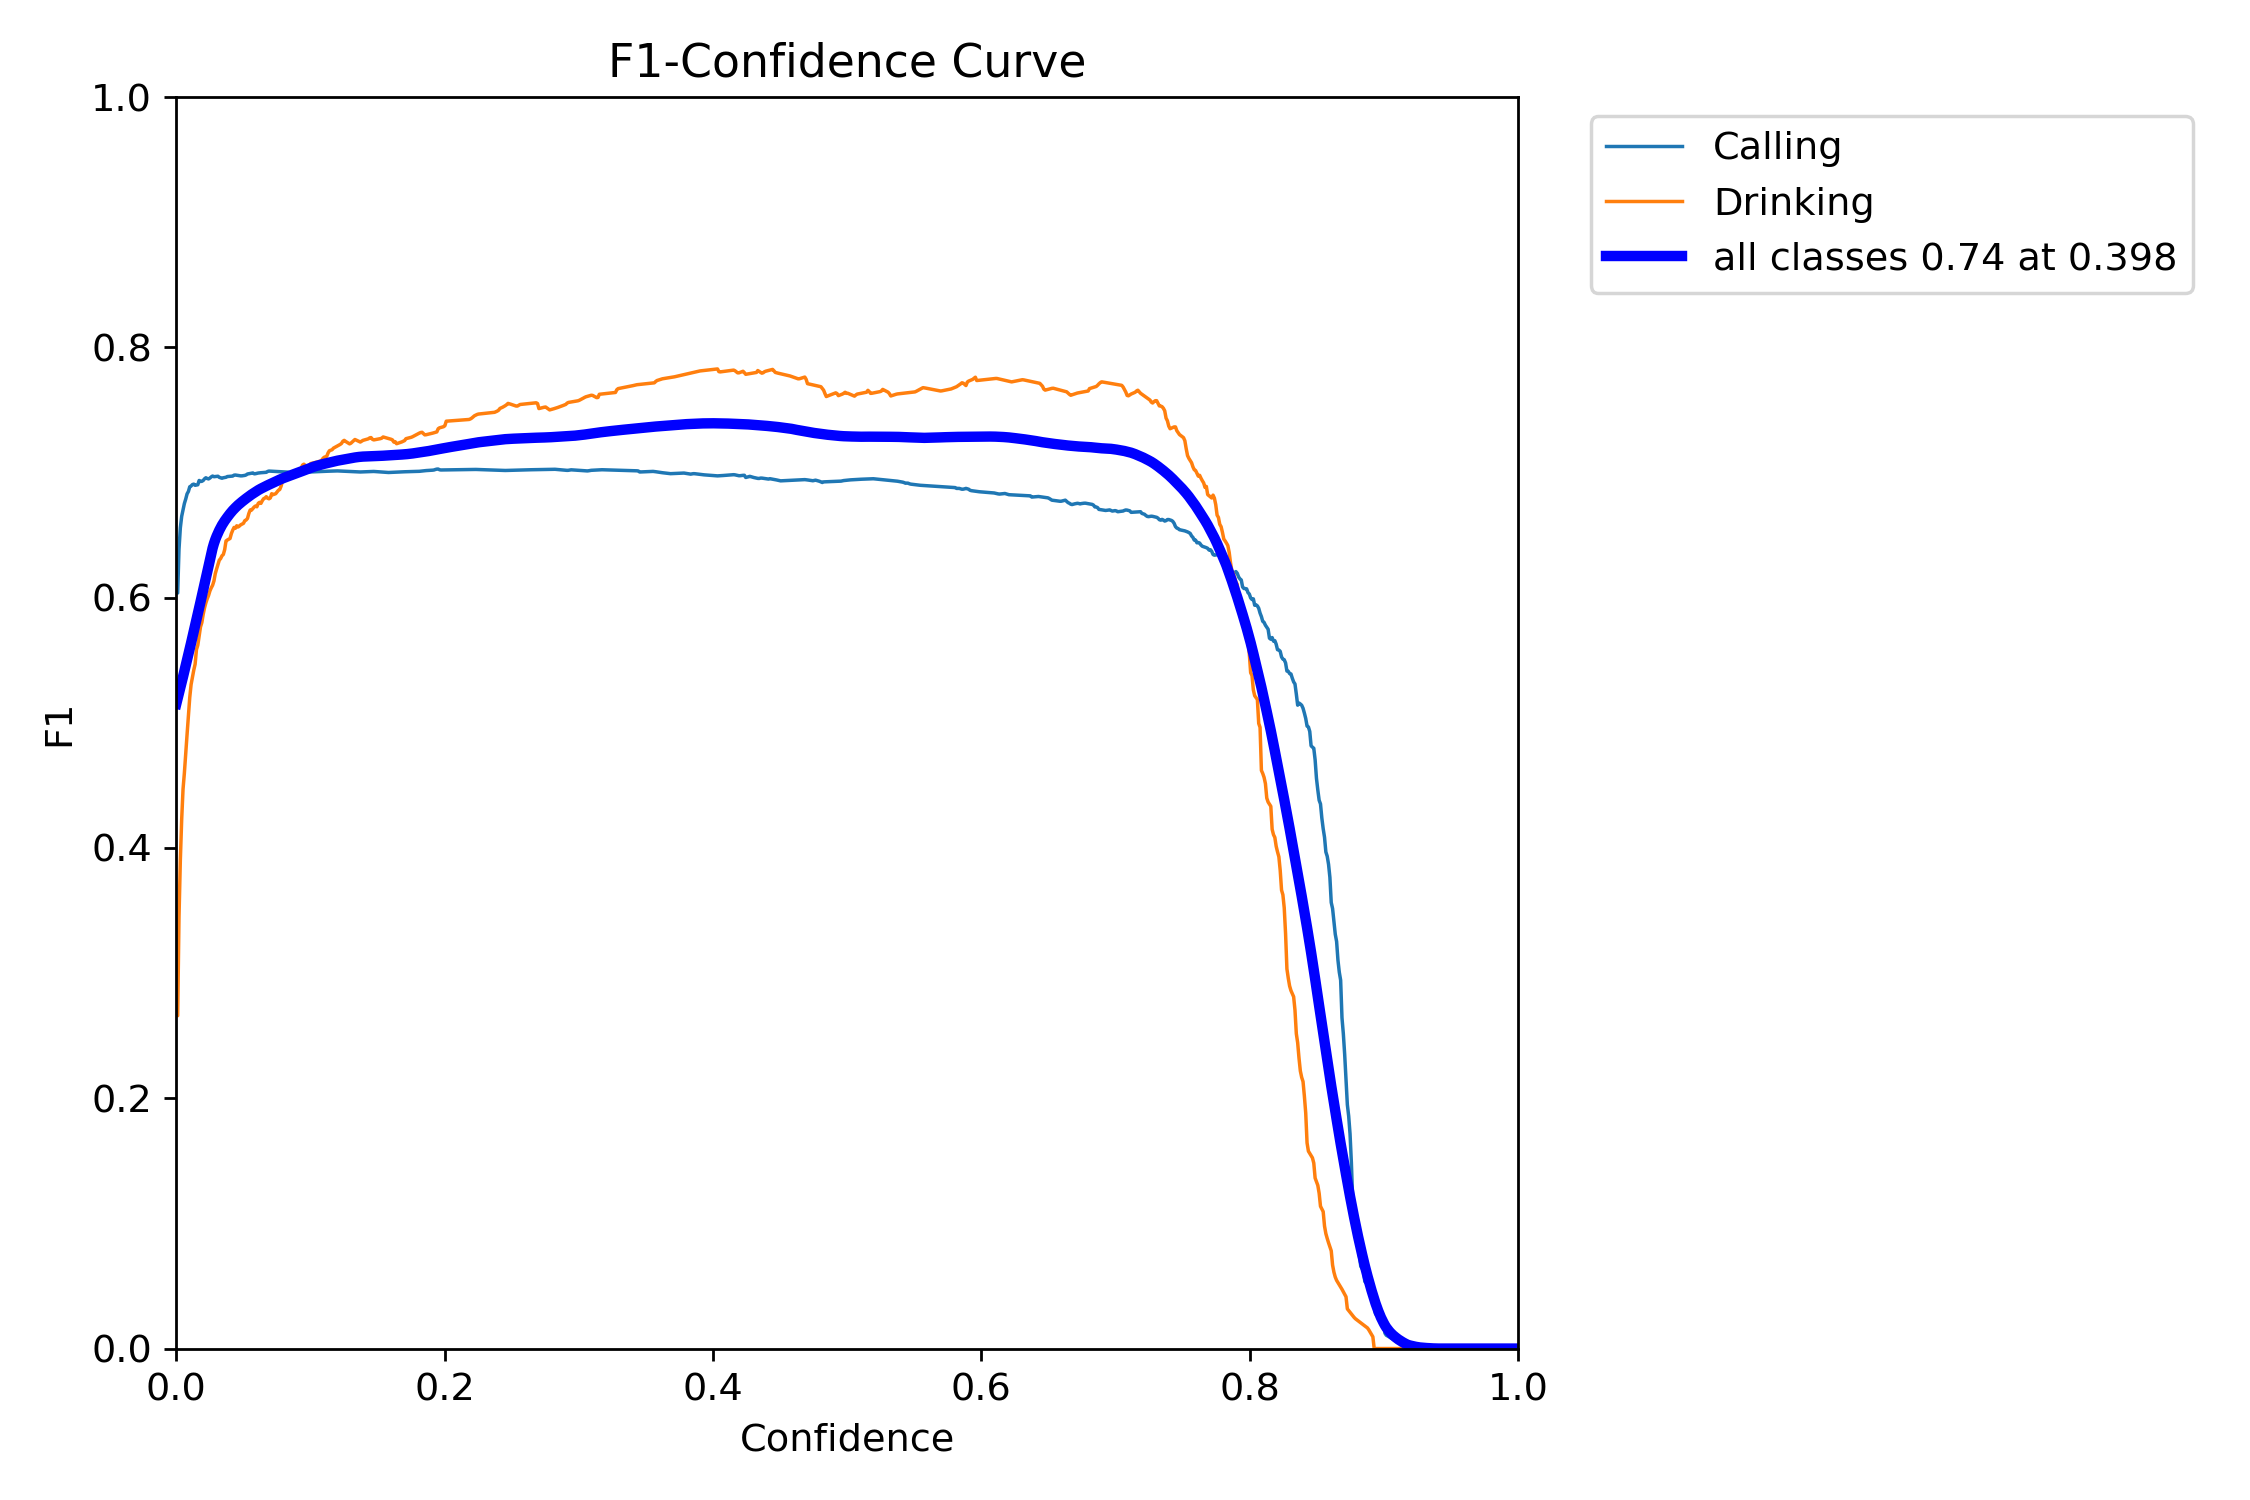 F1-Confidence Curve
1.0
0.8
0.6
0.4
0.2
0.0
F1
0.0 0.2 0.4 0.6 0.8 1.0
Confidence
Calling
Drinking
all classes 0.74 at 0.398